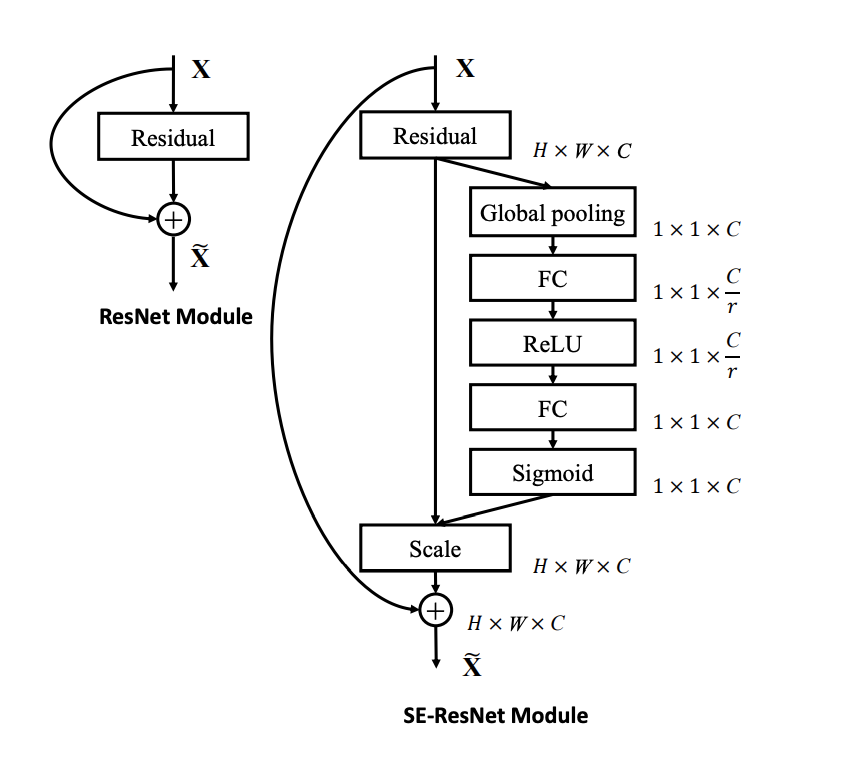 X
Residual
+
X̃
ResNet Module
X
Residual
H × W × C
Global pooling
1 × 1 × C
FC
1 × 1 × C/r
ReLU
1 × 1 × C/r
FC
1 × 1 × C
Sigmoid
1 × 1 × C
Scale
H × W × C
+
H × W × C
X̃
SE-ResNet Module